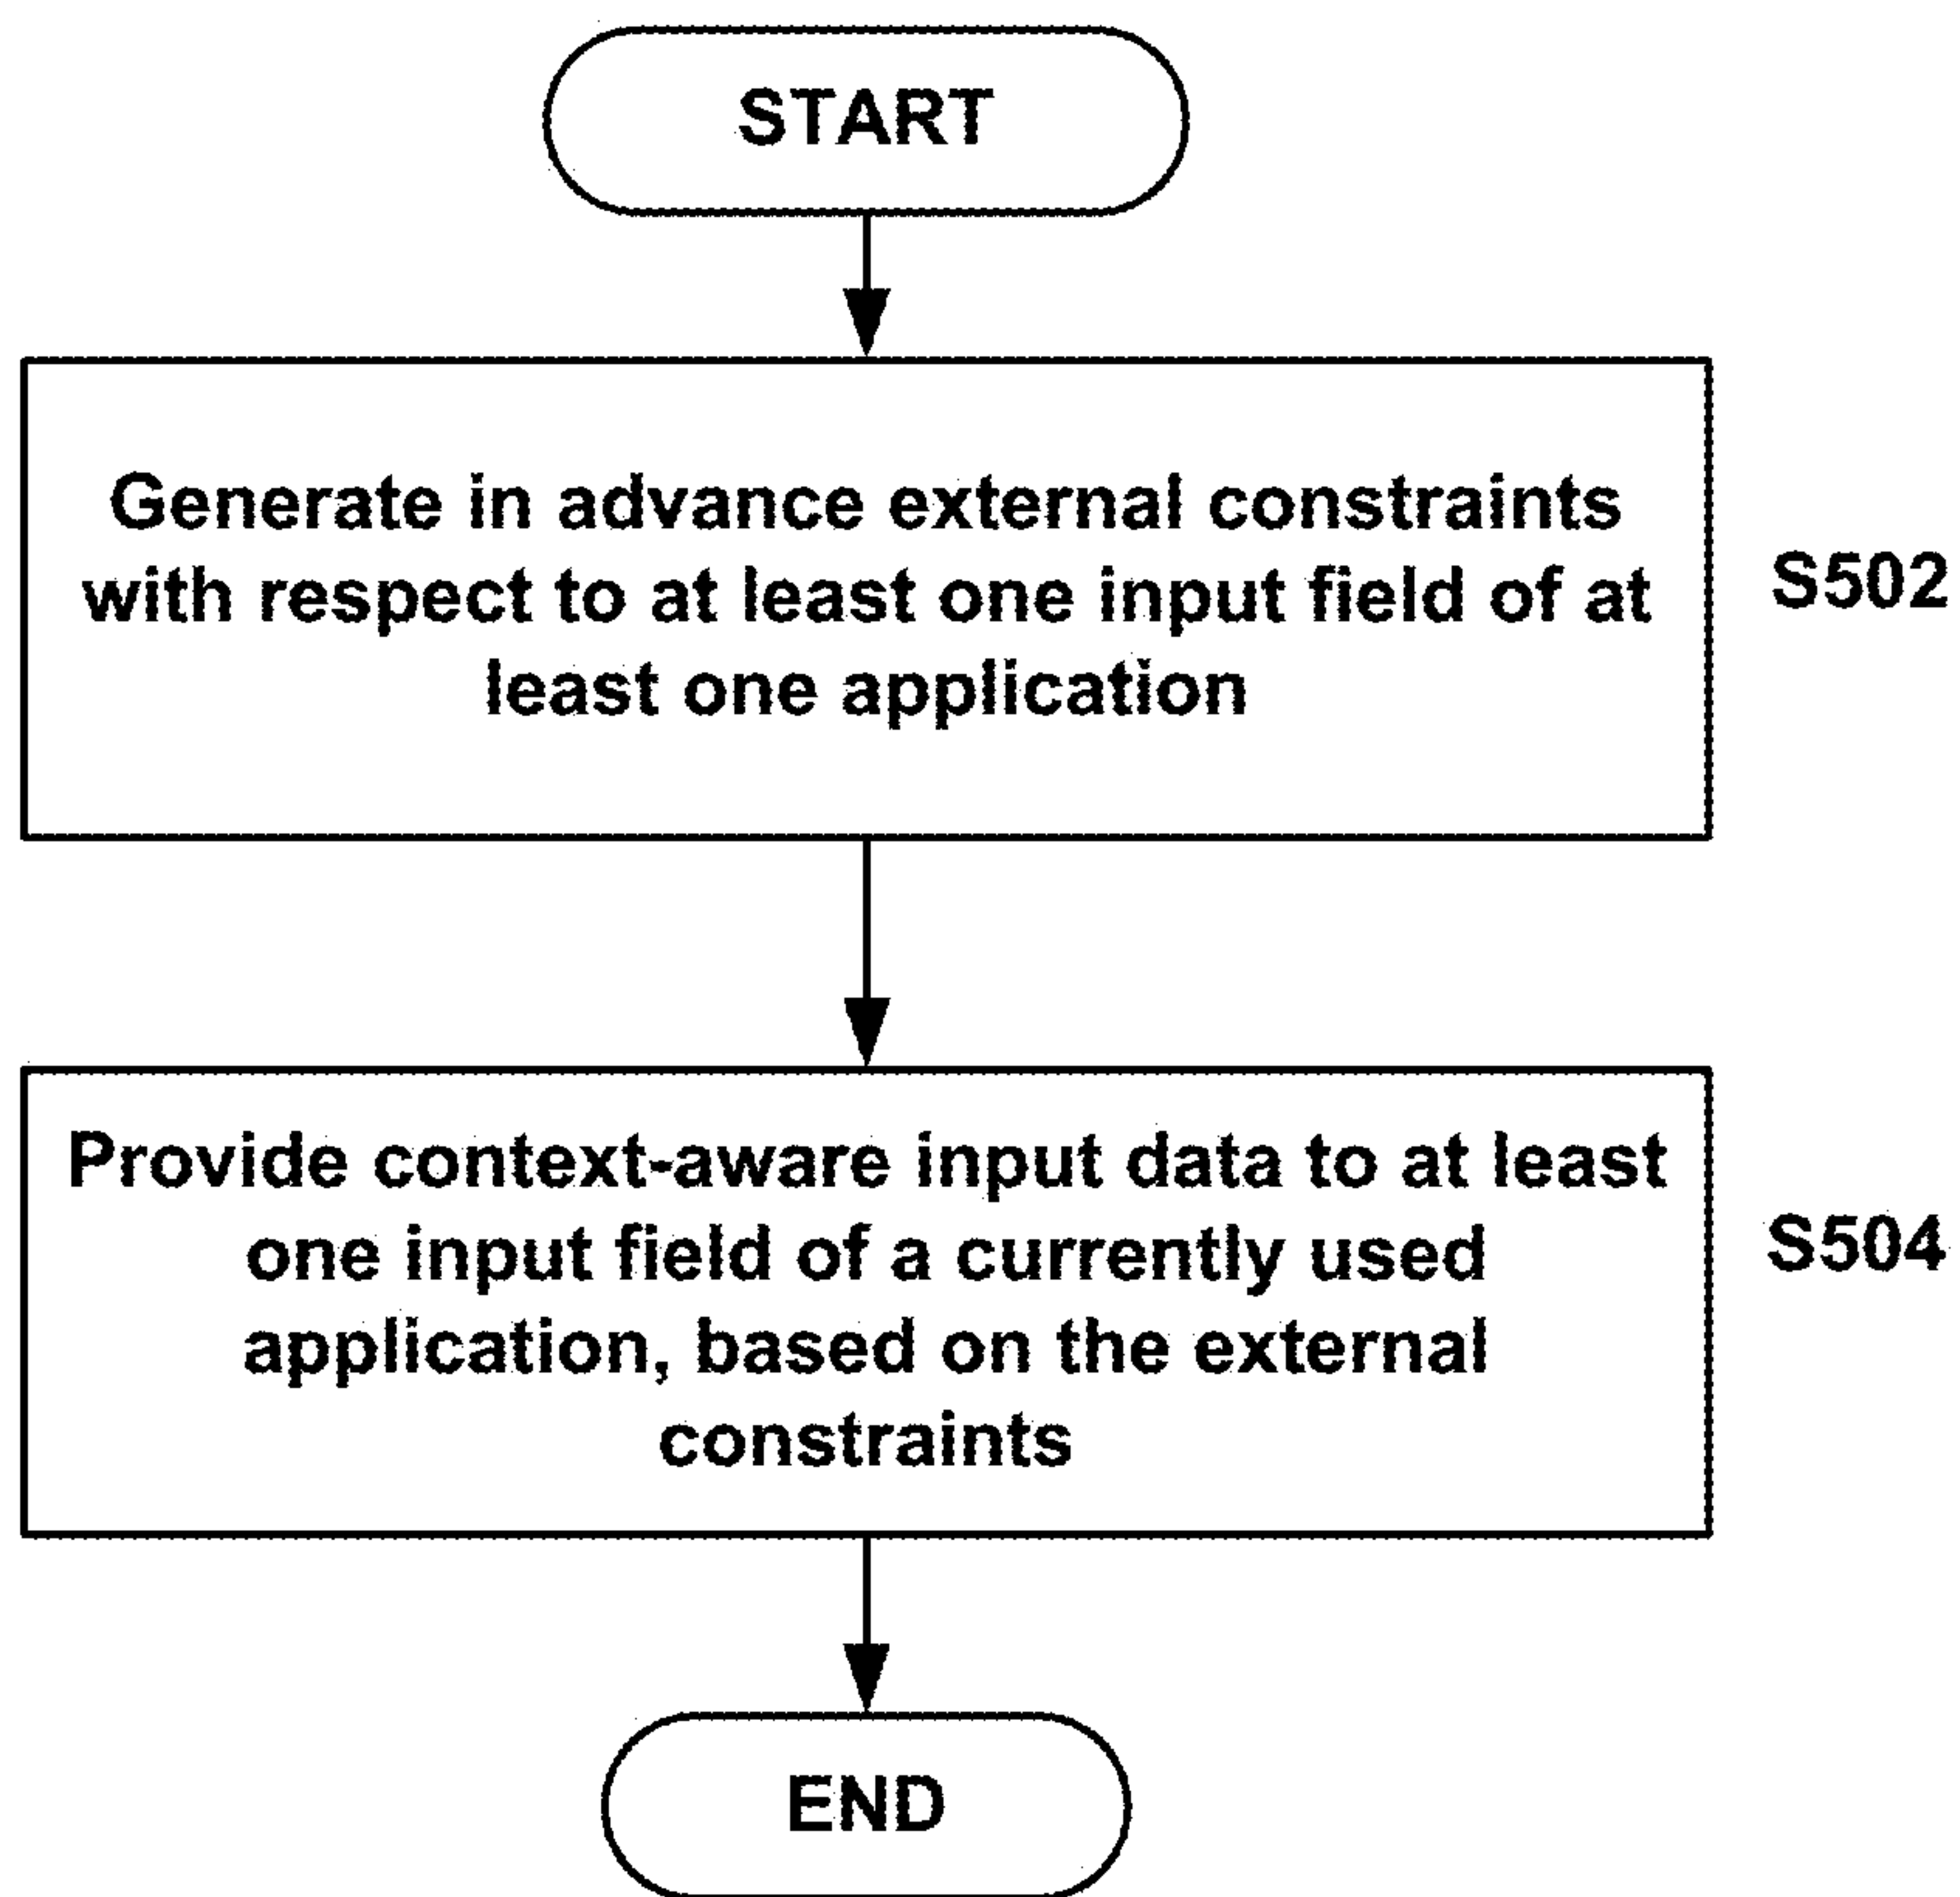 START
Generate in advance external constraints
with respect to at least one input field of at
least one application
S502
Provide context-aware input data to at least
one input field of a currently used
application, based on the external
constraints
S504
END